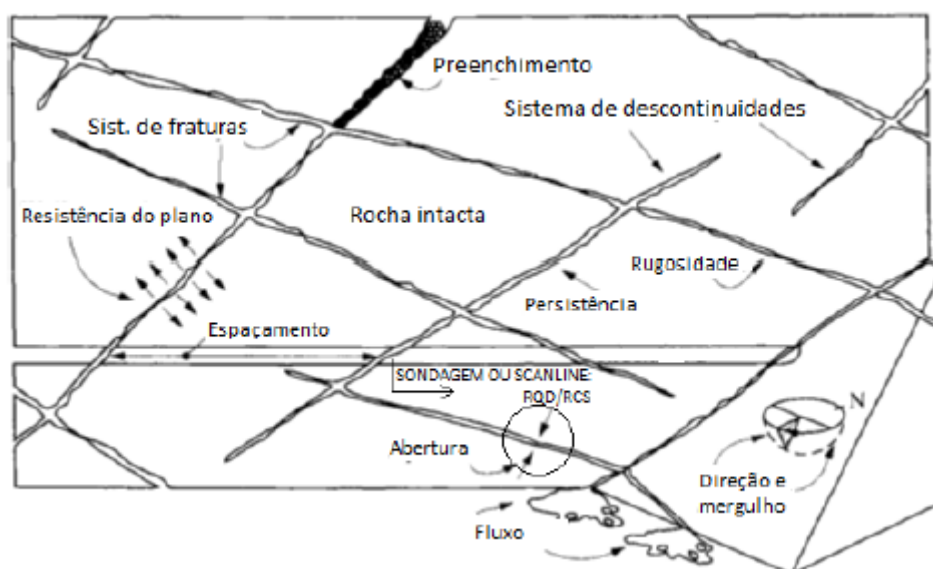 Preenchimento
Sistema de descontinuidades
Sist. de fraturas
Resistência do plano
Rocha intacta
Rugosidade
Persistência
Espaçamento
SONDAGEM OU SCANLINE:
RQD/RCS
N
Abertura
Direção e
mergulho
Fluxo